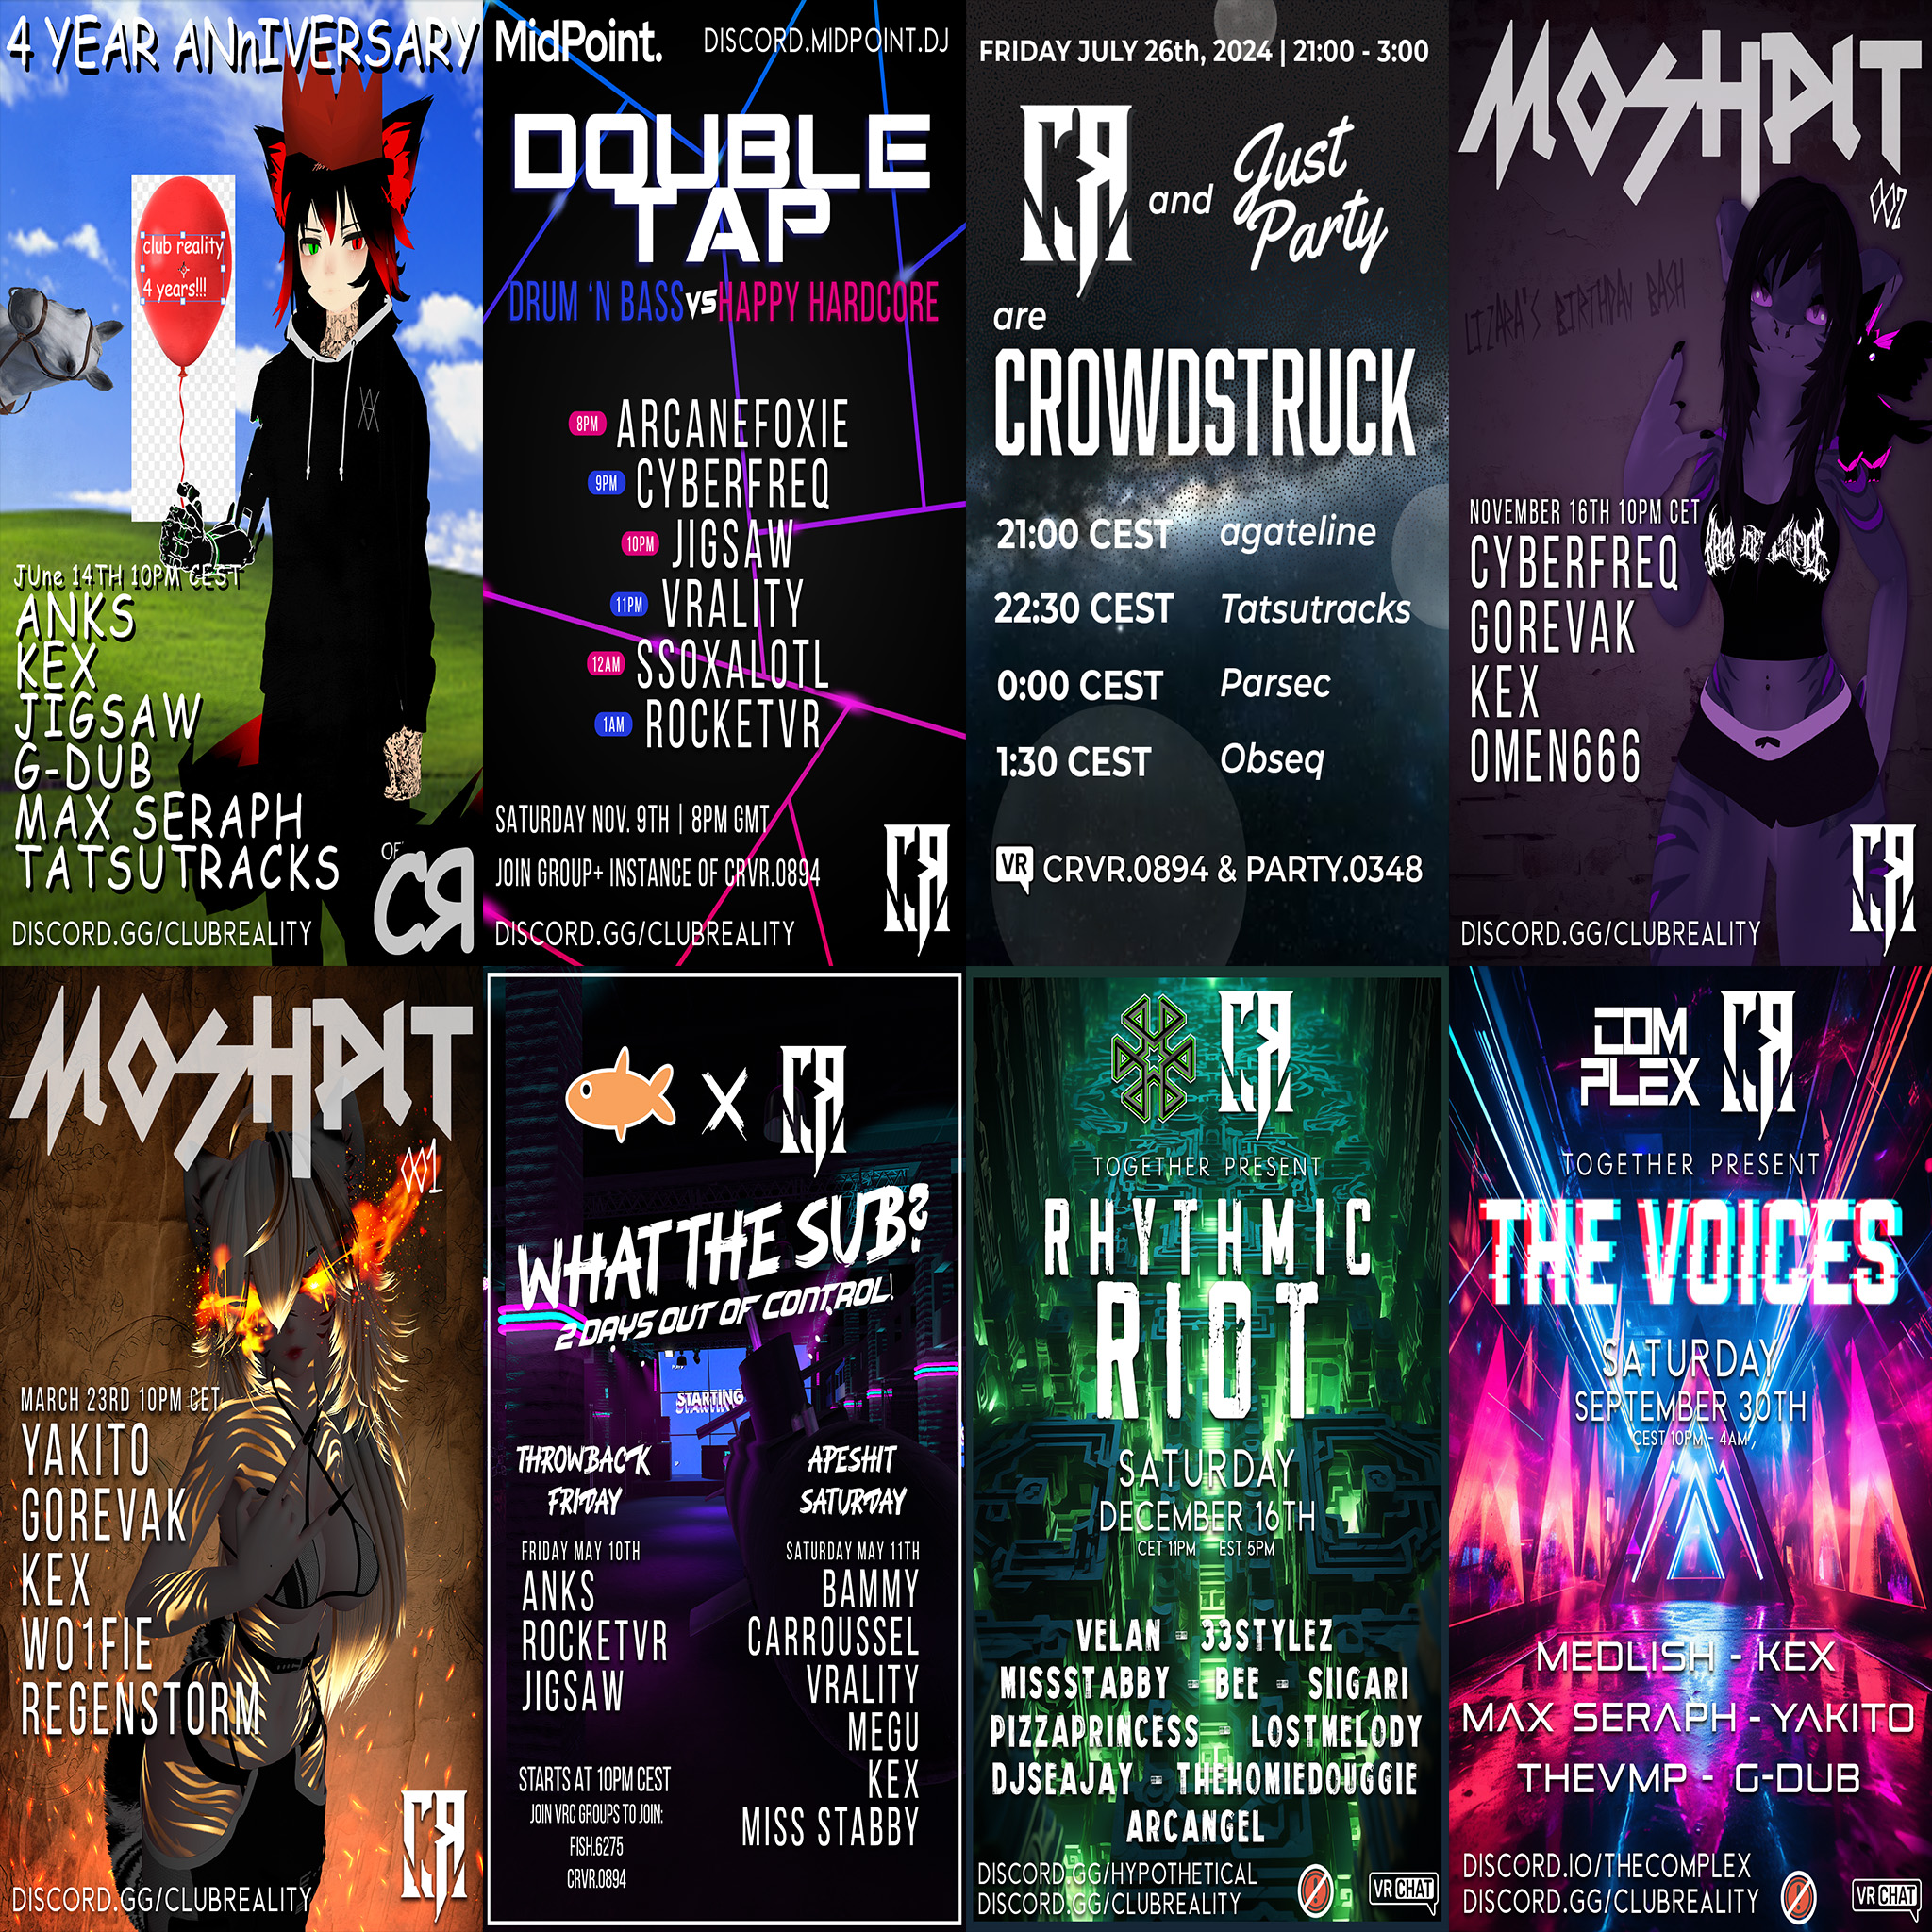 4 YEAR ANnIVERSARY
club reality
4 years!!!
JUne 14TH 10PM CEST
ANKS
KEX
JIGSAW
G-DUB
MAX SERAPH
TATSUTRACKS
OF
CR
DISCORD.GG/CLUBREALITY
MidPoint.
DISCORD.MIDPOINT.DJ
DOUBLE
TAP
DRUM 'N BASS VS HAPPY HARDCORE
8PM ARCANEFOXIE
9PM CYBERFREQ
10PM JIGSAW
11PM VRALITY
12AM SSOXALOTL
1AM ROCKETVR
SATURDAY NOV. 9TH | 8PM GMT
JOIN GROUP+ INSTANCE OF CRVR.0894
DISCORD.GG/CLUBREALITY
CR
FRIDAY JULY 26th, 2024 | 21:00 - 3:00
CR and Just Party
are
CROWDSTRUCK
21:00 CEST agateline
22:30 CEST Tatsutracks
0:00 CEST Parsec
1:30 CEST Obseq
VR CRVR.0894 & PARTY.0348
MOSHPIT
002
LIZARA'S BIRTHDAY BASH
NOVEMBER 16TH 10PM CET
CYBERFREQ
GOREVAK
KEX
OMEN666
CR
DISCORD.GG/CLUBREALITY
MOSHPIT
001
MARCH 23RD 10PM CET
YAKITO
GOREVAK
KEX
WO1FIE
REGENSTORM
CR
DISCORD.GG/CLUBREALITY
X CR
WHAT THE SUB?
2 DAYS OUT OF CONTROL!
STARTING
THROWBACK
FRIDAY
FRIDAY MAY 10TH
ANKS
ROCKETVR
JIGSAW
STARTS AT 10PM CEST
JOIN VRC GROUPS TO JOIN:
FISH.6275
CRVR.0894
APESHIT
SATURDAY
SATURDAY MAY 11TH
BAMMY
CARROUSSEL
VRALITY
MEGU
KEX
MISS STABBY
CR
TOGETHER PRESENT
RHYTHMIC
RIOT
SATURDAY
DECEMBER 16TH
CET 11PM EST 5PM
VELAN - 33STYLEZ
MISSSTABBY - BEE - SIIGARI
PIZZAPRINCESS - LOSTMELODY
DJSEAJAY - THEHOMIEDOUGGIE
ARCANGEL
DISCORD.GG/HYPOTHETICAL
DISCORD.GG/CLUBREALITY
VRCHAT
COM
PLEX
CR
TOGETHER PRESENT
THE VOICES
SATURDAY
SEPTEMBER 30TH
CEST 10PM - 4AM
MEDLISH - KEX
MAX SERAPH - YAKITO
THEVMP - G-DUB
DISCORD.IO/THECOMPLEX
DISCORD.GG/CLUBREALITY
VRCHAT